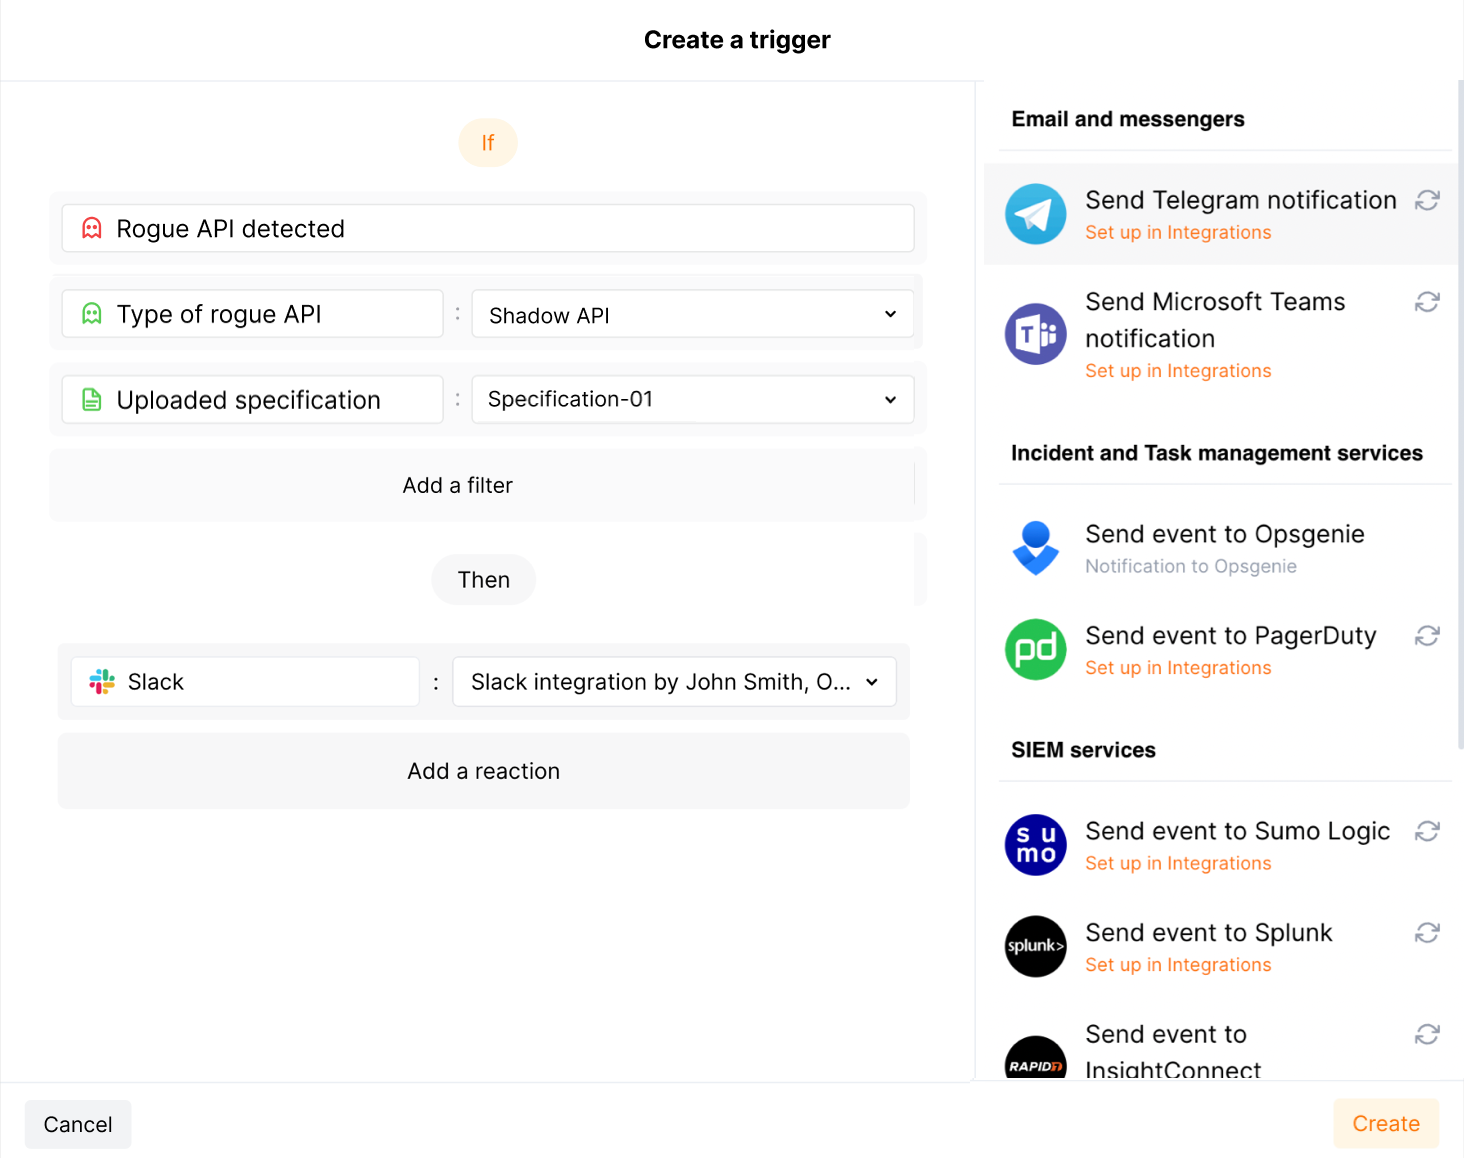 Create a trigger
If
Rogue API detected
Type of rogue API : Shadow API
Uploaded specification : Specification-01
Add a filter
Then
Slack : Slack integration by John Smith, O...
Add a reaction
Email and messengers
Send Telegram notification
Set up in Integrations
Send Microsoft Teams
notification
Set up in Integrations
Incident and Task management services
Send event to Opsgenie
Notification to Opsgenie
pd
Send event to PagerDuty
Set up in Integrations
SIEM services
su
mo
Send event to Sumo Logic
Set up in Integrations
splunk>
Send event to Splunk
Set up in Integrations
RAPID7
Send event to
InsightConnect
Cancel
Create